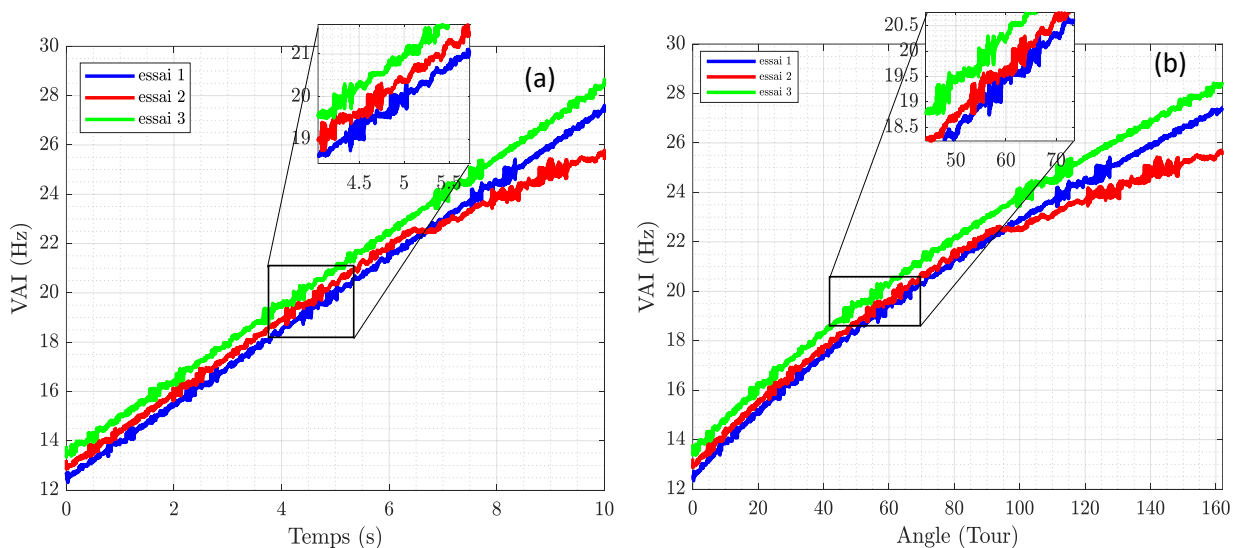 30
28
26
24
22
20
18
16
14
12
VAI (Hz)
0 2 4 6 8 10
Temps (s)
essai 1
essai 2
essai 3
(a)
21
20
19
4.5 5 5.5
30
28
26
24
22
20
18
16
14
12
VAI (Hz)
0 20 40 60 80 100 120 140 160
Angle (Tour)
essai 1
essai 2
essai 3
(b)
20.5
20
19.5
19
18.5
50 60 70